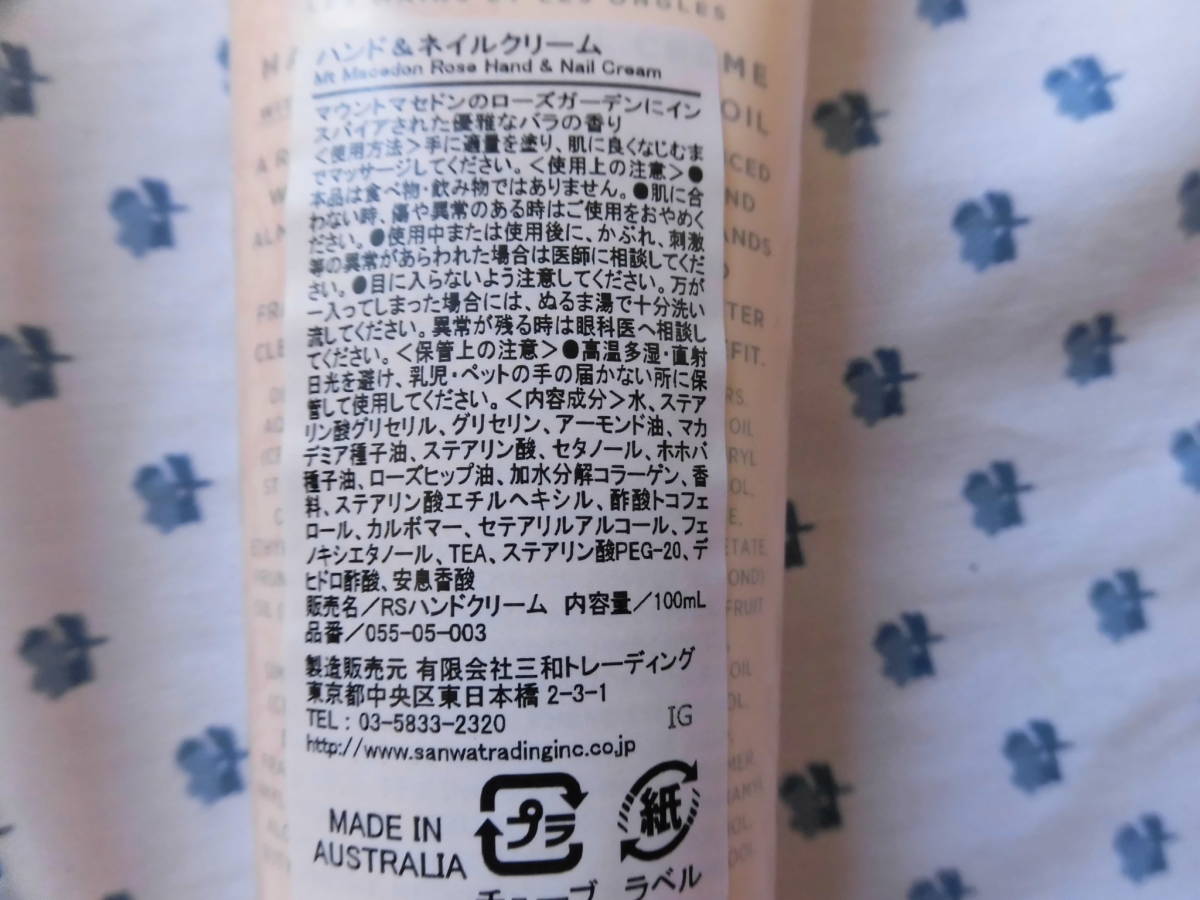 ハンド＆ネイルクリーム
Mt Macedon Rose Hand & Nail Cream
マウントマセドンのローズガーデンにイン
スパイアされた優雅なバラの香り
＜使用方法＞手に適量を塗り、肌に良くなじむま
でマッサージしてください。＜使用上の注意＞●
本品は食べ物・飲み物ではありません。●肌に合
わない時、傷や異常のある時はご使用をおやめく
ださい。●使用中または使用後に、かぶれ、刺激
等の異常があらわれた場合は医師に相談してくだ
さい。●目に入らないよう注意してください。万が
一入ってしまった場合には、ぬるま湯で十分洗い
流してください。異常が残る時は眼科医へ相談し
てください。＜保管上の注意＞●高温多湿・直射
日光を避け、乳児・ペットの手の届かない所に保
管して使用してください。＜内容成分＞水、ステア
リン酸グリセリル、グリセリン、アーモンド油、マカ
デミア種子油、ステアリン酸、セタノール、ホホバ
種子油、ローズヒップ油、加水分解コラーゲン、香
料、ステアリン酸エチルヘキシル、酢酸トコフェ
ロール、カルボマー、セテアリルアルコール、フェ
ノキシエタノール、TEA、ステアリン酸PEG-20、デ
ヒドロ酢酸、安息香酸
販売名／RSハンドクリーム 内容量／100mL
品番／055-05-003
製造販売元 有限会社三和トレーディング
東京都中央区東日本橋 2-3-1
TEL : 03-5833-2320 IG
http://www.sanwatradinginc.co.jp
MADE IN
AUSTRALIA
プラ
紙
チューブ ラベル
OIL